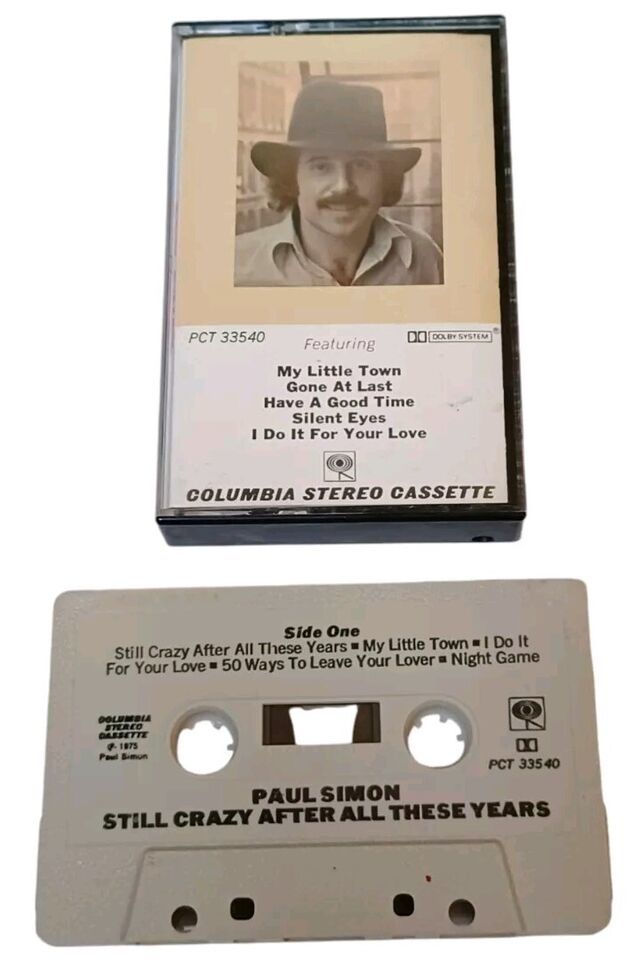 PCT 33540
Featuring
DOLBY SYSTEM®
My Little Town
Gone At Last
Have A Good Time
Silent Eyes
I Do It For Your Love
COLUMBIA STEREO CASSETTE
Side One
Still Crazy After All These Years ■ My Little Town ■ I Do It
For Your Love ■ 50 Ways To Leave Your Lover ■ Night Game
COLUMBIA
STEREO
CASSETTE
℗ 1975
Paul Simon
PCT 33540
PAUL SIMON
STILL CRAZY AFTER ALL THESE YEARS